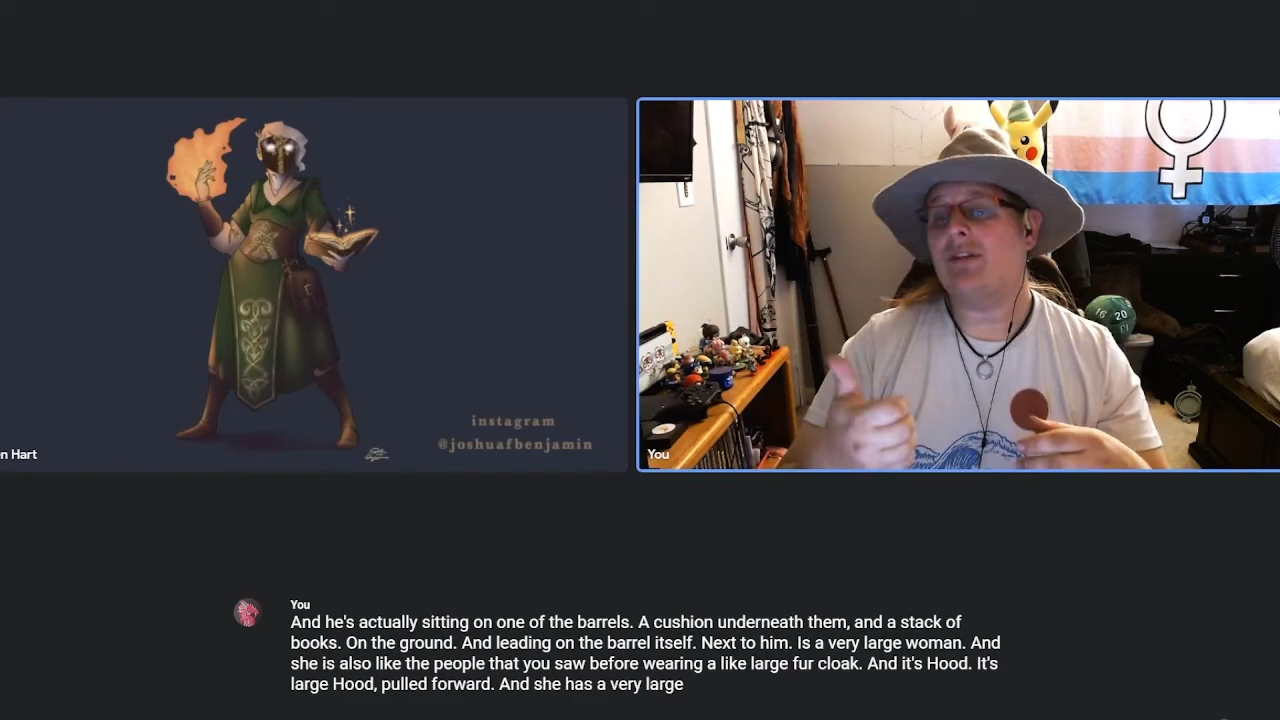 instagram
@joshuafbenjamin
n Hart
You
16 20
You
And he's actually sitting on one of the barrels. A cushion underneath them, and a stack of
books. On the ground. And leading on the barrel itself. Next to him. Is a very large woman. And
she is also like the people that you saw before wearing a like large fur cloak. And it's Hood. It's
large Hood, pulled forward. And she has a very large